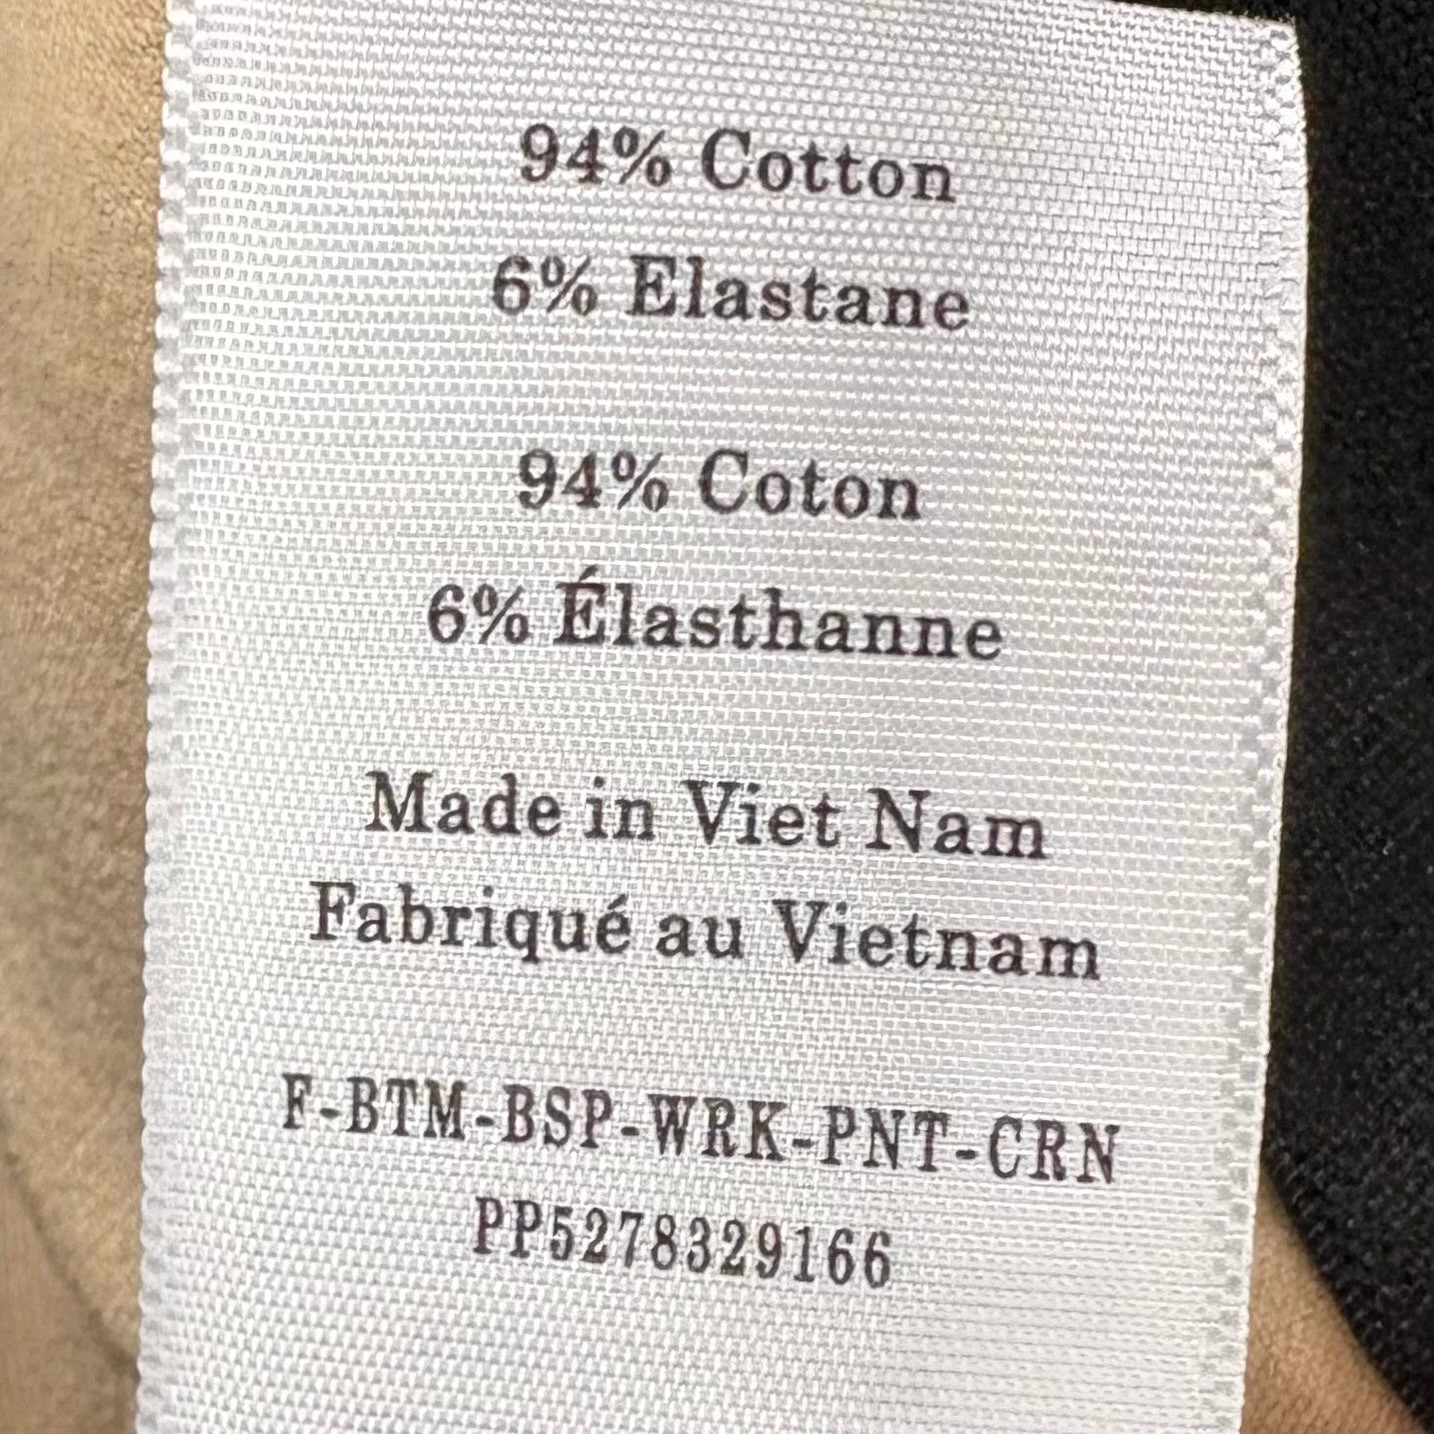 94% Cotton
6% Elastane
94% Coton
6% Élasthanne
Made in Viet Nam
Fabriqué au Vietnam
F-BTM-BSP-WRK-PNT-CRN
PP5278329166